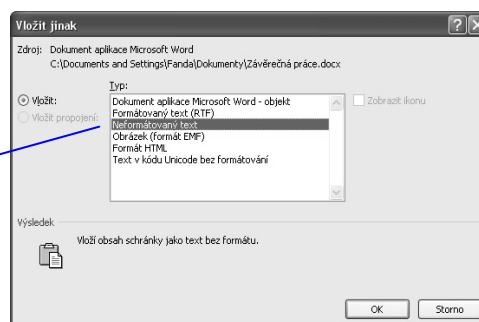 Vložit jinak
Zdroj: Dokument aplikace Microsoft Word
C:\Documents and Settings\Fanda\Dokumenty\Závěrečná práce.docx
Typ:
Vložit:
Vložit propojení:
Dokument aplikace Microsoft Word - objekt
Formátovaný text (RTF)
Neformátovaný text
Obrázek (formát EMF)
Formát HTML
Text v kódu Unicode bez formátování
Zobrazit ikonu
Výsledek
Vloží obsah schránky jako text bez formátu.
OK Storno